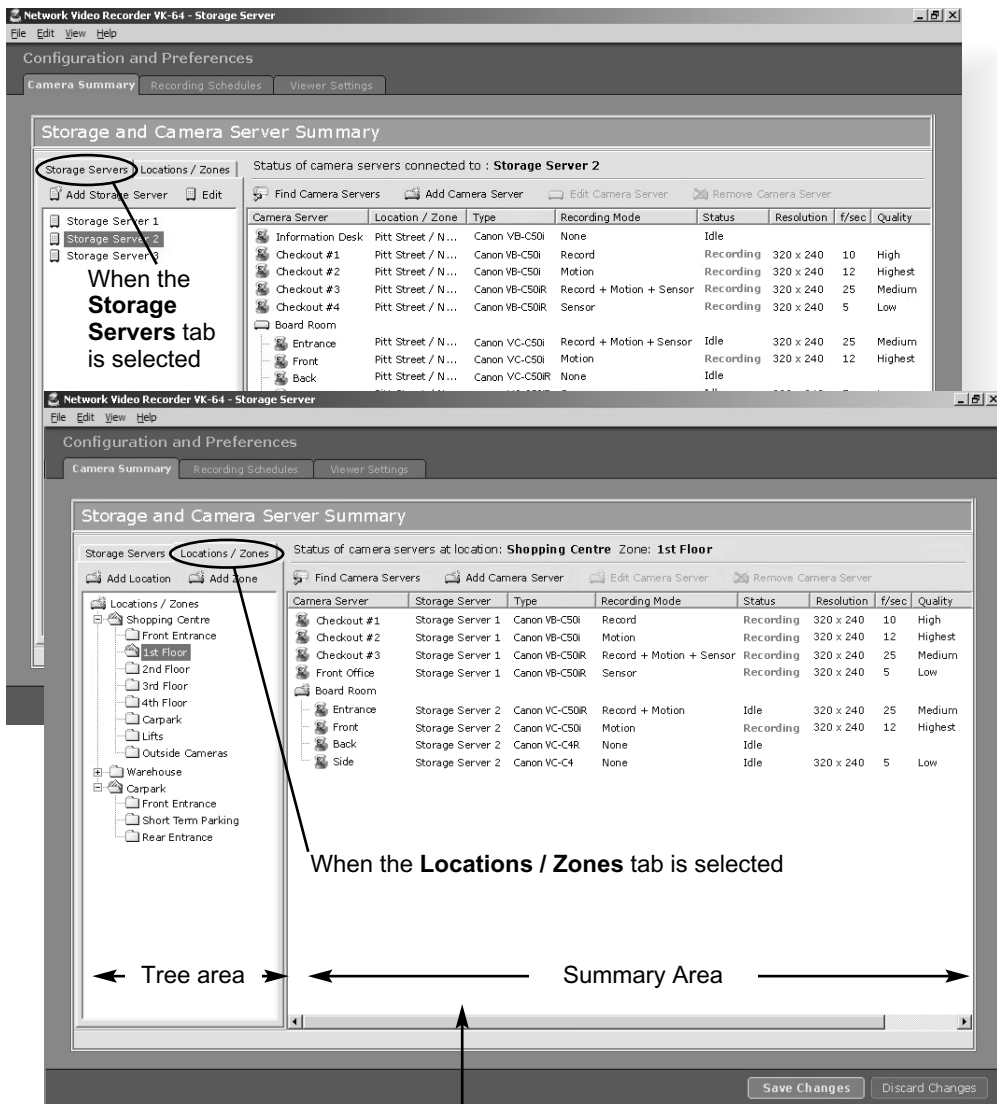 Network Video Recorder VK-64 - Storage Server
File Edit View Help
Configuration and Preferences
Camera Summary Recording Schedules Viewer Settings
Storage and Camera Server Summary
Storage Servers Locations / Zones Status of camera servers connected to : Storage Server 2
Add Storage Server Edit Find Camera Servers Add Camera Server Edit Camera Server Remove Camera Server
Camera Server Location / Zone Type Recording Mode Status Resolution f/sec Quality
Storage Server 1
Storage Server 2
Storage Server 3
Information Desk Pitt Street / N... Canon VB-C50i None Idle
Checkout #1 Pitt Street / N... Canon VB-C50i Record Recording 320 x 240 10 High
Checkout #2 Pitt Street / N... Canon VB-C50i Motion Recording 320 x 240 12 Highest
Checkout #3 Pitt Street / N... Canon VB-C50iR Record + Motion + Sensor Recording 320 x 240 25 Medium
Checkout #4 Pitt Street / N... Canon VB-C50iR Sensor Recording 320 x 240 5 Low
Board Room
Entrance Pitt Street / N... Canon VC-C50i Record + Motion + Sensor Idle 320 x 240 25 Medium
Front Pitt Street / N... Canon VC-C50i Motion Recording 320 x 240 12 Highest
Back Pitt Street / N... Canon VC-C50iR None Idle
When the
Storage
Servers tab
is selected
Network Video Recorder VK-64 - Storage Server
File Edit View Help
Configuration and Preferences
Camera Summary Recording Schedules Viewer Settings
Storage and Camera Server Summary
Storage Servers Locations / Zones Status of camera servers at location: Shopping Centre Zone: 1st Floor
Add Location Add Zone Find Camera Servers Add Camera Server Edit Camera Server Remove Camera Server
Locations / Zones
Shopping Centre
Front Entrance
1st Floor
2nd Floor
3rd Floor
4th Floor
Carpark
Lifts
Outside Cameras
Warehouse
Carpark
Front Entrance
Short Term Parking
Rear Entrance
Camera Server Storage Server Type Recording Mode Status Resolution f/sec Quality
Checkout #1 Storage Server 1 Canon VB-C50i Record Recording 320 x 240 10 High
Checkout #2 Storage Server 1 Canon VB-C50i Motion Recording 320 x 240 12 Highest
Checkout #3 Storage Server 1 Canon VB-C50iR Record + Motion + Sensor Recording 320 x 240 25 Medium
Front Office Storage Server 1 Canon VB-C50iR Sensor Recording 320 x 240 5 Low
Board Room
Entrance Storage Server 2 Canon VC-C50iR Record + Motion Idle 320 x 240 25 Medium
Front Storage Server 2 Canon VC-C50i Motion Recording 320 x 240 12 Highest
Back Storage Server 2 Canon VC-C4R None Idle
Side Storage Server 2 Canon VC-C4 None Idle 320 x 240 5 Low
When the Locations / Zones tab is selected
Tree area Summary Area
Save Changes Discard Changes